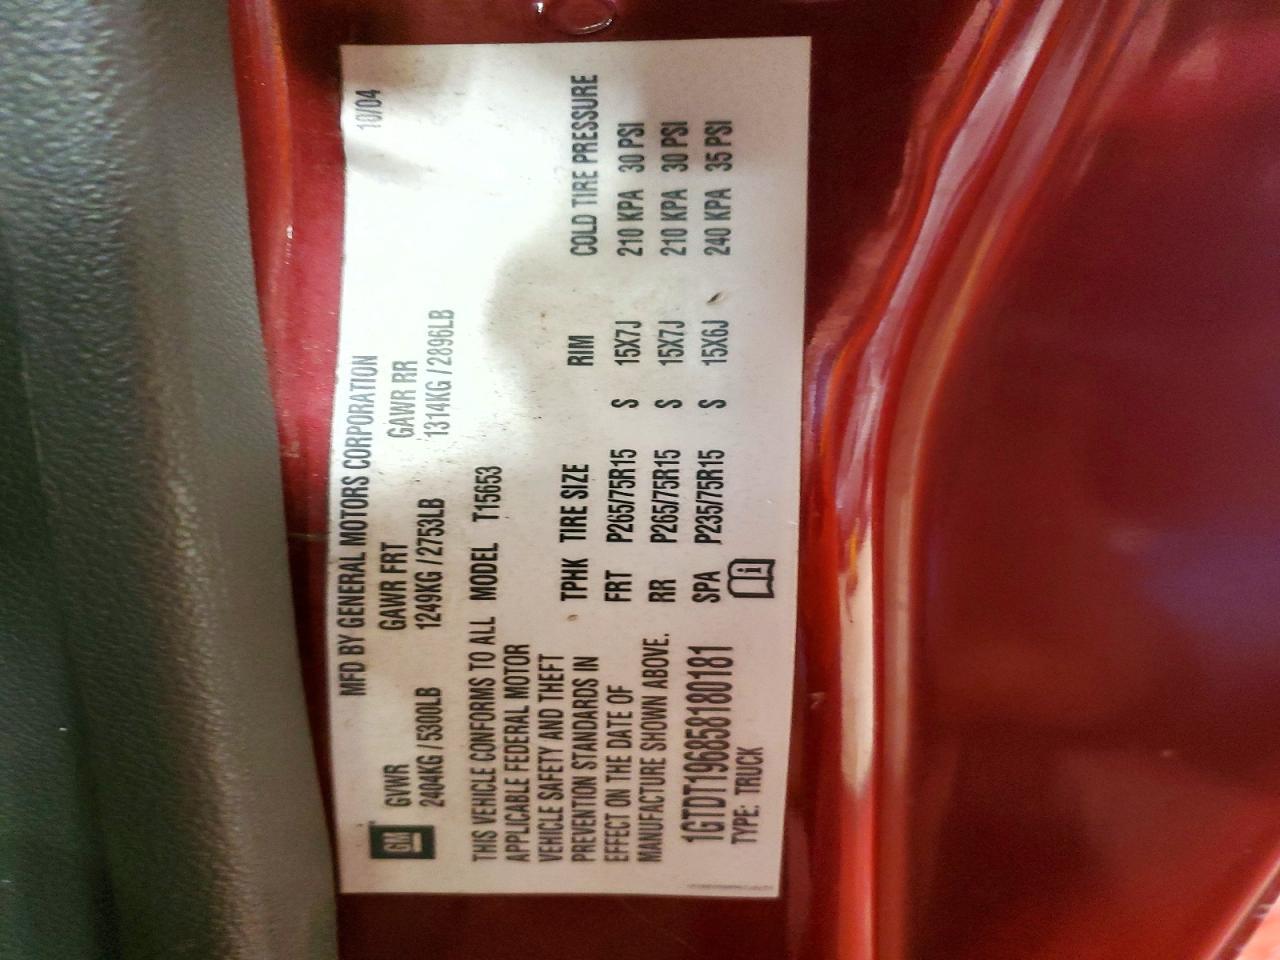 MFD BY GENERAL MOTORS CORPORATION 10/04
GM
GVWR GAWR FRT GAWR RR
2404KG / 5300LB 1249KG / 2753LB 1314KG / 2896LB
THIS VEHICLE CONFORMS TO ALL
APPLICABLE FEDERAL MOTOR
VEHICLE SAFETY AND THEFT
PREVENTION STANDARDS IN
EFFECT ON THE DATE OF
MANUFACTURE SHOWN ABOVE.
1GTDT196858180181
TYPE: TRUCK
MODEL T15653
TPHK TIRE SIZE RIM COLD TIRE PRESSURE
FRT P265/75R15 S 15X7J 210 KPA 30 PSI
RR P265/75R15 S 15X7J 210 KPA 30 PSI
SPA P235/75R15 S 15X6J 240 KPA 35 PSI
i